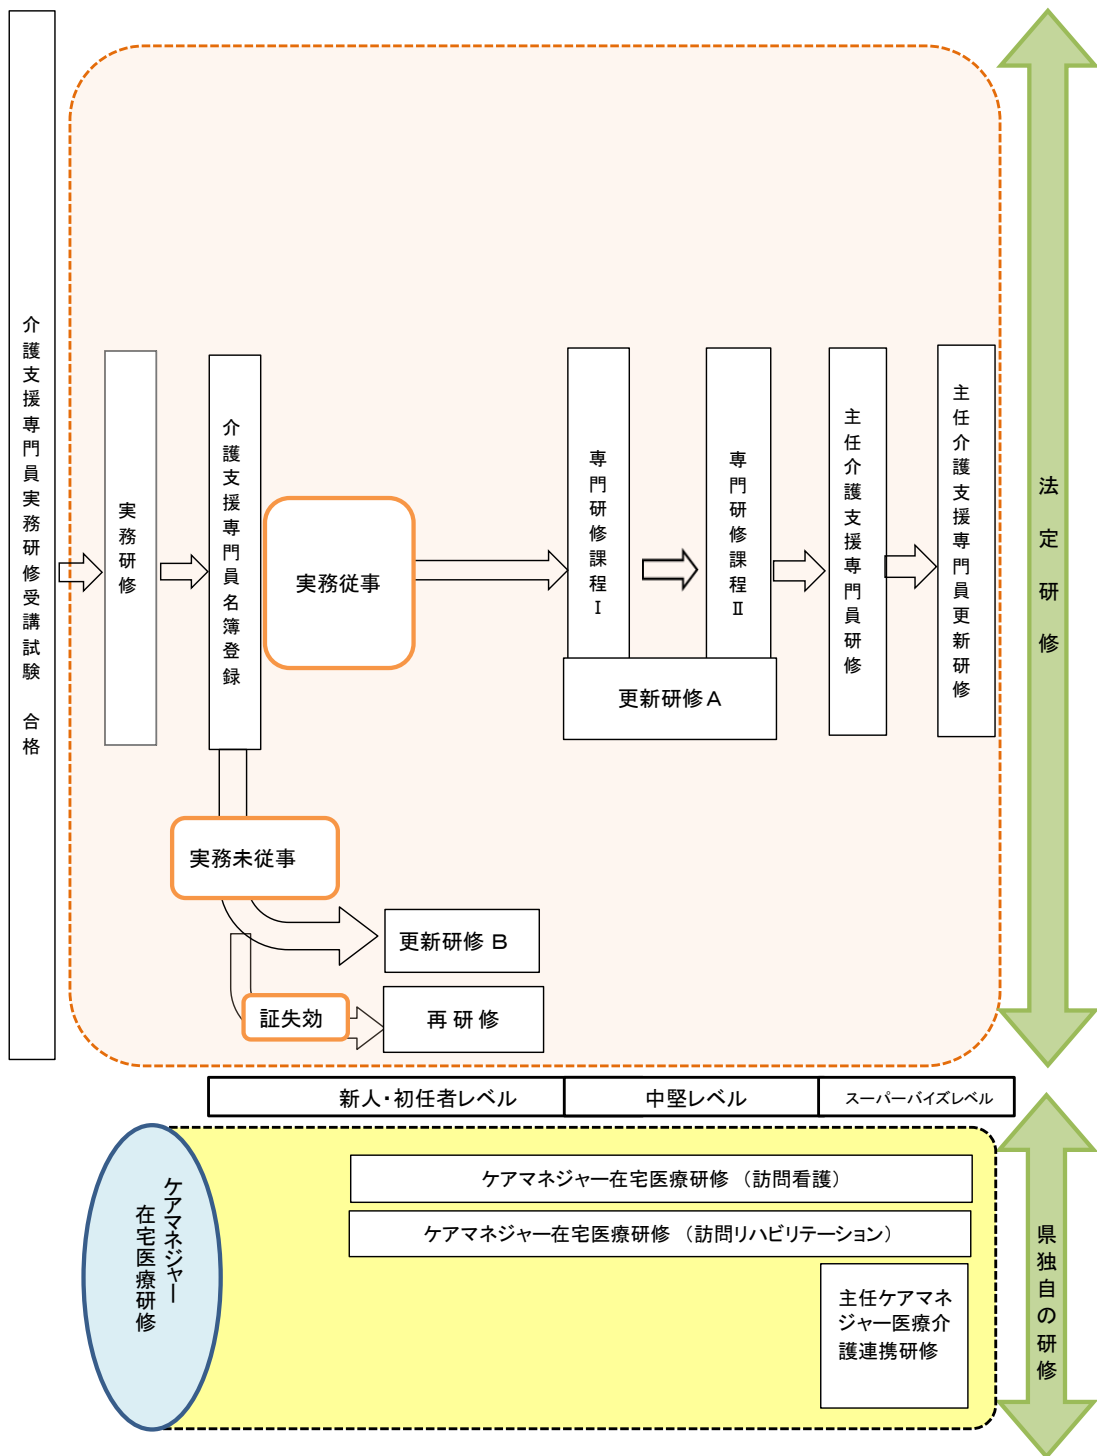 介護支援専門員実務研修受講試験　合格
実務研修
介護支援専門員名簿登録
実務従事
専門研修課程Ⅰ
専門研修課程Ⅱ
更新研修Ａ
主任介護支援専門員研修
主任介護支援専門員更新研修
法定研修
実務未従事
更新研修 B
証失効
再研修
新人・初任者レベル
中堅レベル
スーパーバイズレベル
ケアマネジャー
在宅医療研修
ケアマネジャー在宅医療研修（訪問看護）
ケアマネジャー在宅医療研修（訪問リハビリテーション）
主任ケアマネ
ジャー医療介
護連携研修
県独自の研修